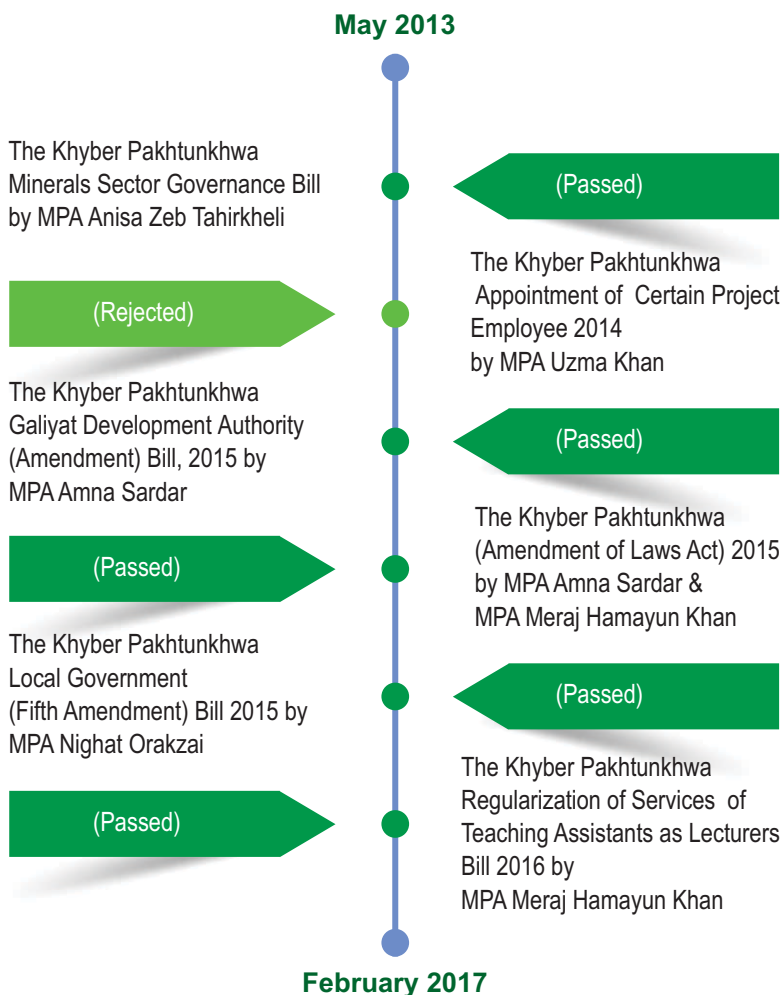 May 2013
The Khyber Pakhtunkhwa
Minerals Sector Governance Bill
by MPA Anisa Zeb Tahirkheli
(Passed)
(Rejected)
The Khyber Pakhtunkhwa
Appointment of Certain Project
Employee 2014
by MPA Uzma Khan
The Khyber Pakhtunkhwa
Galiyat Development Authority
(Amendment) Bill, 2015 by
MPA Amna Sardar
(Passed)
(Passed)
The Khyber Pakhtunkhwa
(Amendment of Laws Act) 2015
by MPA Amna Sardar &
MPA Meraj Hamayun Khan
The Khyber Pakhtunkhwa
Local Government
(Fifth Amendment) Bill 2015 by
MPA Nighat Orakzai
(Passed)
(Passed)
The Khyber Pakhtunkhwa
Regularization of Services of
Teaching Assistants as Lecturers
Bill 2016 by
MPA Meraj Hamayun Khan
February 2017